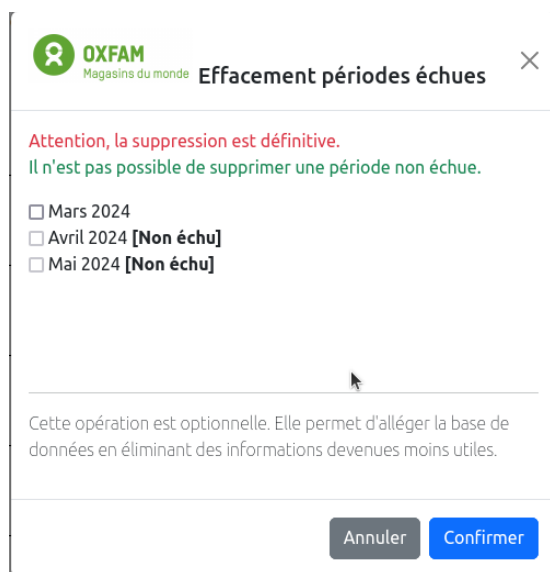 OXFAM
Magasins du monde
Effacement périodes échues
Attention, la suppression est définitive.
Il n'est pas possible de supprimer une période non échue.
Mars 2024
Avril 2024 [Non échu]
Mai 2024 [Non échu]
Cette opération est optionnelle. Elle permet d'alléger la base de
données en éliminant des informations devenues moins utiles.
Annuler
Confirmer